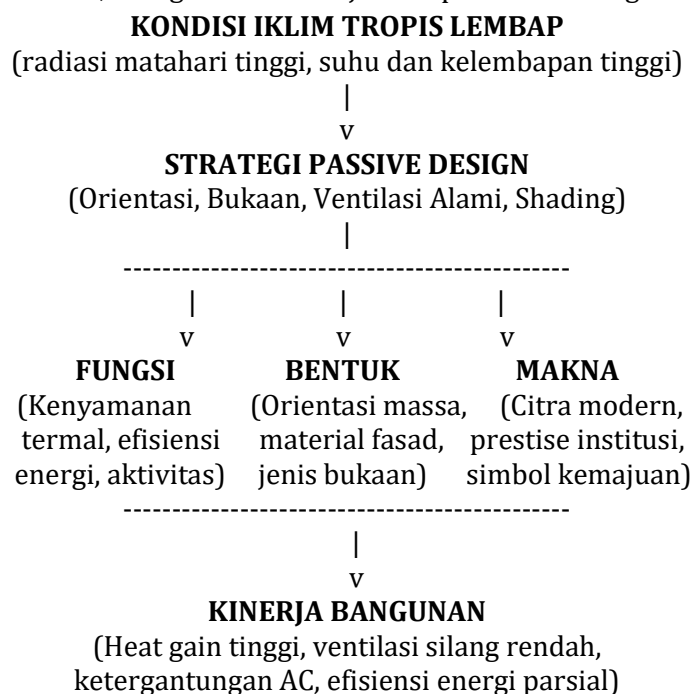 KONDISI IKLIM TROPIS LEMBAP
(radiasi matahari tinggi, suhu dan kelembapan tinggi)
|
v
STRATEGI PASSIVE DESIGN
(Orientasi, Bukaan, Ventilasi Alami, Shading)
|
----------------------------------------------
| | |
v v v
FUNGSI BENTUK MAKNA
(Kenyamanan (Orientasi massa, (Citra modern,
termal, efisiensi material fasad, prestise institusi,
energi, aktivitas) jenis bukaan) simbol kemajuan)
----------------------------------------------
|
v
KINERJA BANGUNAN
(Heat gain tinggi, ventilasi silang rendah,
ketergantungan AC, efisiensi energi parsial)